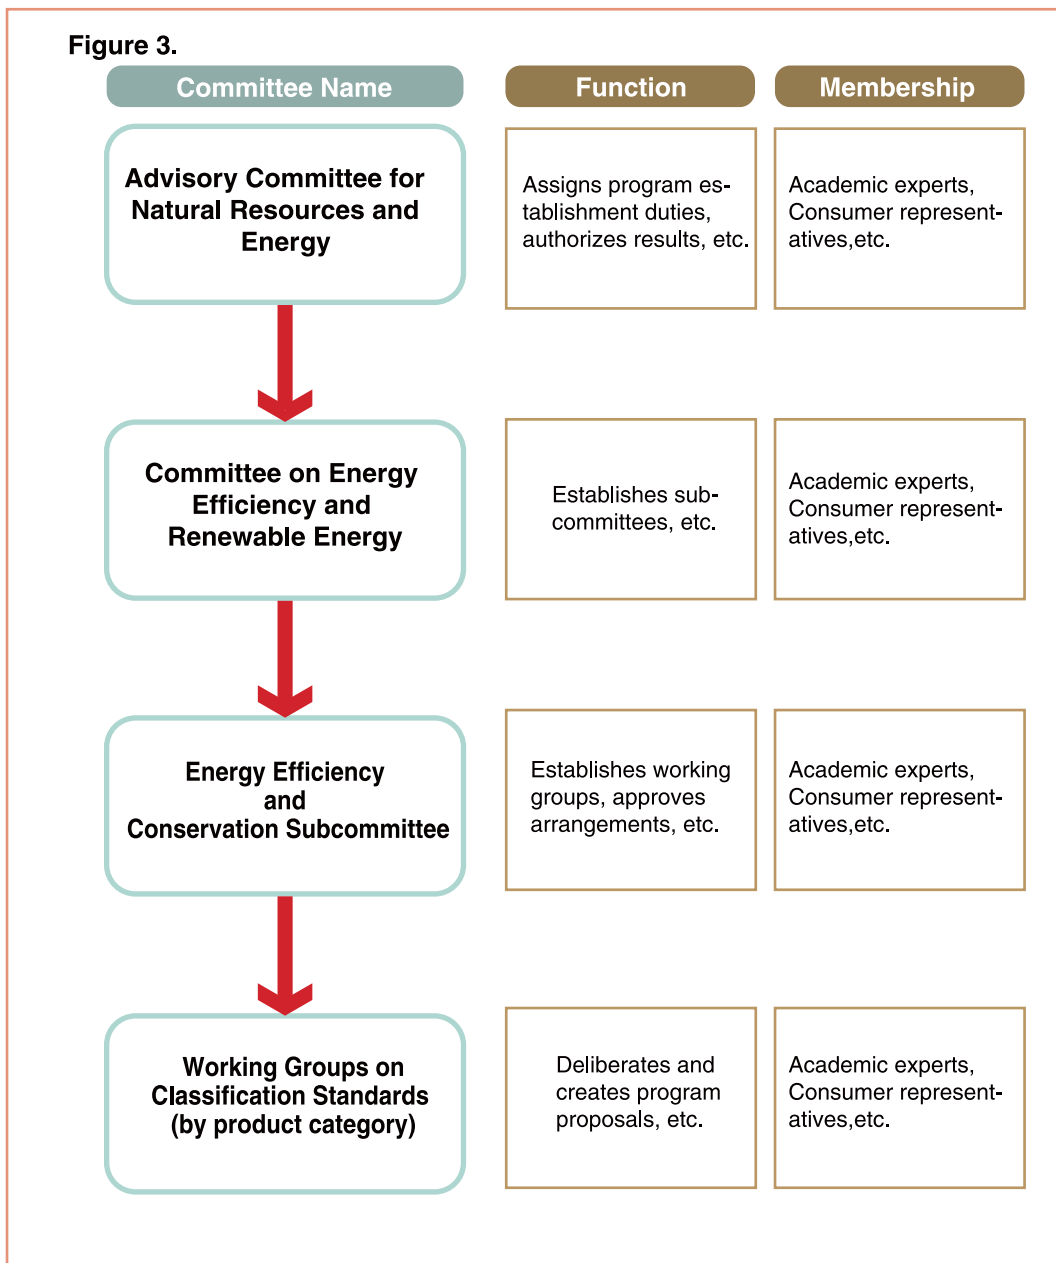 Figure 3.
Committee Name
Function
Membership
Advisory Committee for
Natural Resources and
Energy
Assigns program es-
tablishment duties,
authorizes results, etc.
Academic experts,
Consumer represent-
atives,etc.
Committee on Energy
Efficiency and
Renewable Energy
Establishes sub-
committees, etc.
Academic experts,
Consumer represent-
atives,etc.
Energy Efficiency
and
Conservation Subcommittee
Establishes working
groups, approves
arrangements, etc.
Academic experts,
Consumer represent-
atives,etc.
Working Groups on
Classification Standards
(by product category)
Deliberates and
creates program
proposals, etc.
Academic experts,
Consumer represent-
atives,etc.